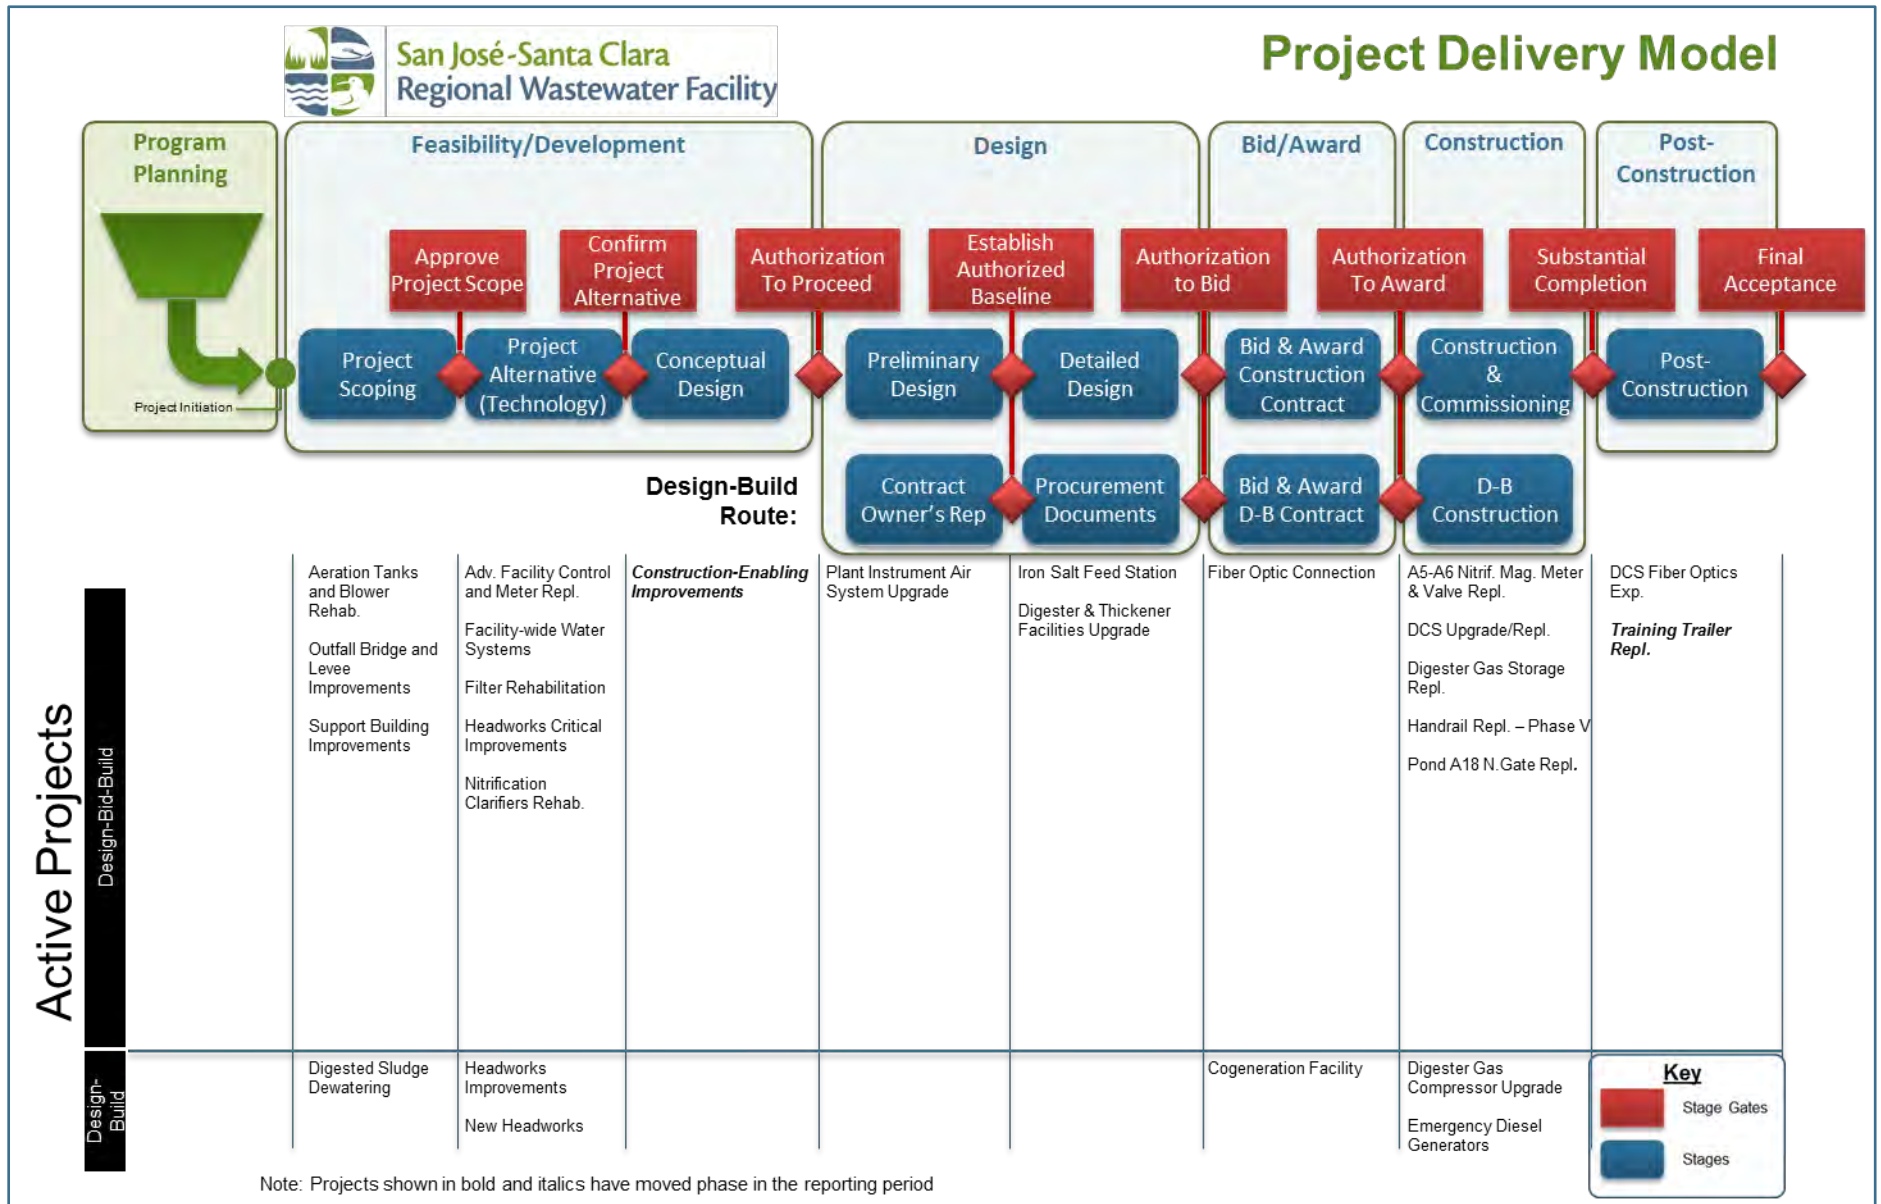 San José-Santa Clara
Regional Wastewater Facility
Project Delivery Model
Program
Planning
Feasibility/Development
Design
Bid/Award
Construction
Post-
Construction
Approve
Project Scope
Confirm
Project
Alternative
Authorization
To Proceed
Establish
Authorized
Baseline
Authorization
to Bid
Authorization
To Award
Substantial
Completion
Final
Acceptance
Project Initiation
Project
Scoping
Project
Alternative
(Technology)
Conceptual
Design
Preliminary
Design
Detailed
Design
Bid & Award
Construction
Contract
Construction
&
Commissioning
Post-
Construction
Design-Build
Route:
Contract
Owner's Rep
Procurement
Documents
Bid & Award
D-B Contract
D-B
Construction
Active Projects
Design-Bid-Build
Aeration Tanks
and Blower
Rehab.
Outfall Bridge and
Levee
Improvements
Support Building
Improvements
Adv. Facility Control
and Meter Repl.
Facility-wide Water
Systems
Filter Rehabilitation
Headworks Critical
Improvements
Nitrification
Clarifiers Rehab.
Construction-Enabling
Improvements
Plant Instrument Air
System Upgrade
Iron Salt Feed Station
Digester & Thickener
Facilities Upgrade
Fiber Optic Connection
A5-A6 Nitrif. Mag. Meter
& Valve Repl.
DCS Upgrade/Repl.
Digester Gas Storage
Repl.
Handrail Repl. – Phase V
Pond A18 N.Gate Repl.
DCS Fiber Optics
Exp.
Training Trailer
Repl.
Design-
Build
Digested Sludge
Dewatering
Headworks
Improvements
New Headworks
Cogeneration Facility
Digester Gas
Compressor Upgrade
Emergency Diesel
Generators
Key
Stage Gates
Stages
Note: Projects shown in bold and italics have moved phase in the reporting period